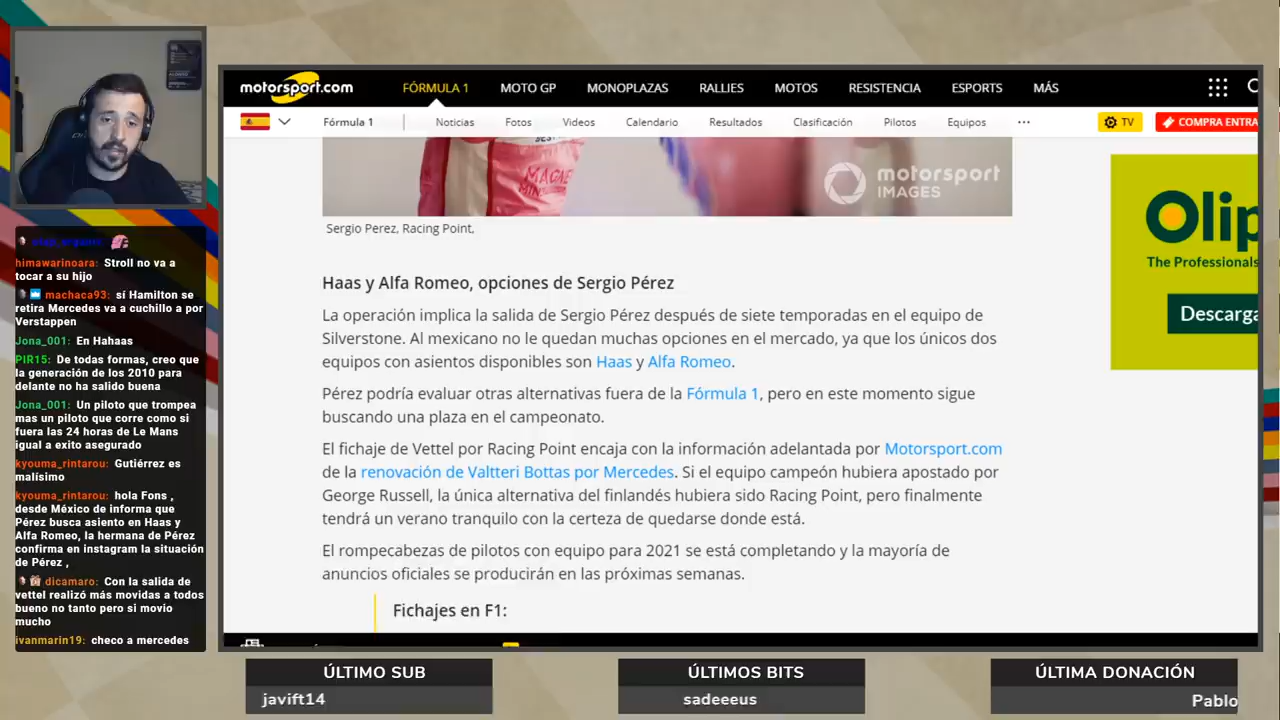 motorsport.com
FÓRMULA 1
MOTO GP
MONOPLAZAS
RALLIES
MOTOS
RESISTENCIA
ESPORTS
MÁS
Fórmula 1
Noticias
Fotos
Videos
Calendario
Resultados
Clasificación
Pilotos
Equipos
...
TV
COMPRA ENTRA
motorsport
IMAGES
Sergio Perez, Racing Point,
Haas y Alfa Romeo, opciones de Sergio Pérez
La operación implica la salida de Sergio Pérez después de siete temporadas en el equipo de
Silverstone. Al mexicano no le quedan muchas opciones en el mercado, ya que los únicos dos
equipos con asientos disponibles son Haas y Alfa Romeo.
Pérez podría evaluar otras alternativas fuera de la Fórmula 1, pero en este momento sigue
buscando una plaza en el campeonato.
El fichaje de Vettel por Racing Point encaja con la información adelantada por Motorsport.com
de la renovación de Valtteri Bottas por Mercedes. Si el equipo campeón hubiera apostado por
George Russell, la única alternativa del finlandés hubiera sido Racing Point, pero finalmente
tendrá un verano tranquilo con la certeza de quedarse donde está.
El rompecabezas de pilotos con equipo para 2021 se está completando y la mayoría de
anuncios oficiales se producirán en las próximas semanas.
Fichajes en F1:
Olip
The Professionals
Descarga
himawarinoara: Stroll no va a
tocar a su hijo
machaca93: sí Hamilton se
retira Mercedes va a cuchillo a por
Verstappen
Jona_001: En Hahaas
PIR15: De todas formas, creo que
la generación de los 2010 para
delante no ha salido buena
Jona_001: Un piloto que trompea
mas un piloto que corre como si
fuera las 24 horas de Le Mans
igual a exito asegurado
kyouma_rintarou: Gutiérrez es
malísimo
kyouma_rintarou: hola Fons ,
desde México de informa que
Pérez busca asiento en Haas y
Alfa Romeo, la hermana de Pérez
confirma en instagram la situación
de Pérez ,
dicamaro: Con la salida de
vettel realizó más movidas a todos
bueno no tanto pero si movio
mucho
ivanmarin19: checo a mercedes
ÚLTIMO SUB
javift14
ÚLTIMOS BITS
sadeeeus
ÚLTIMA DONACIÓN
Pablo